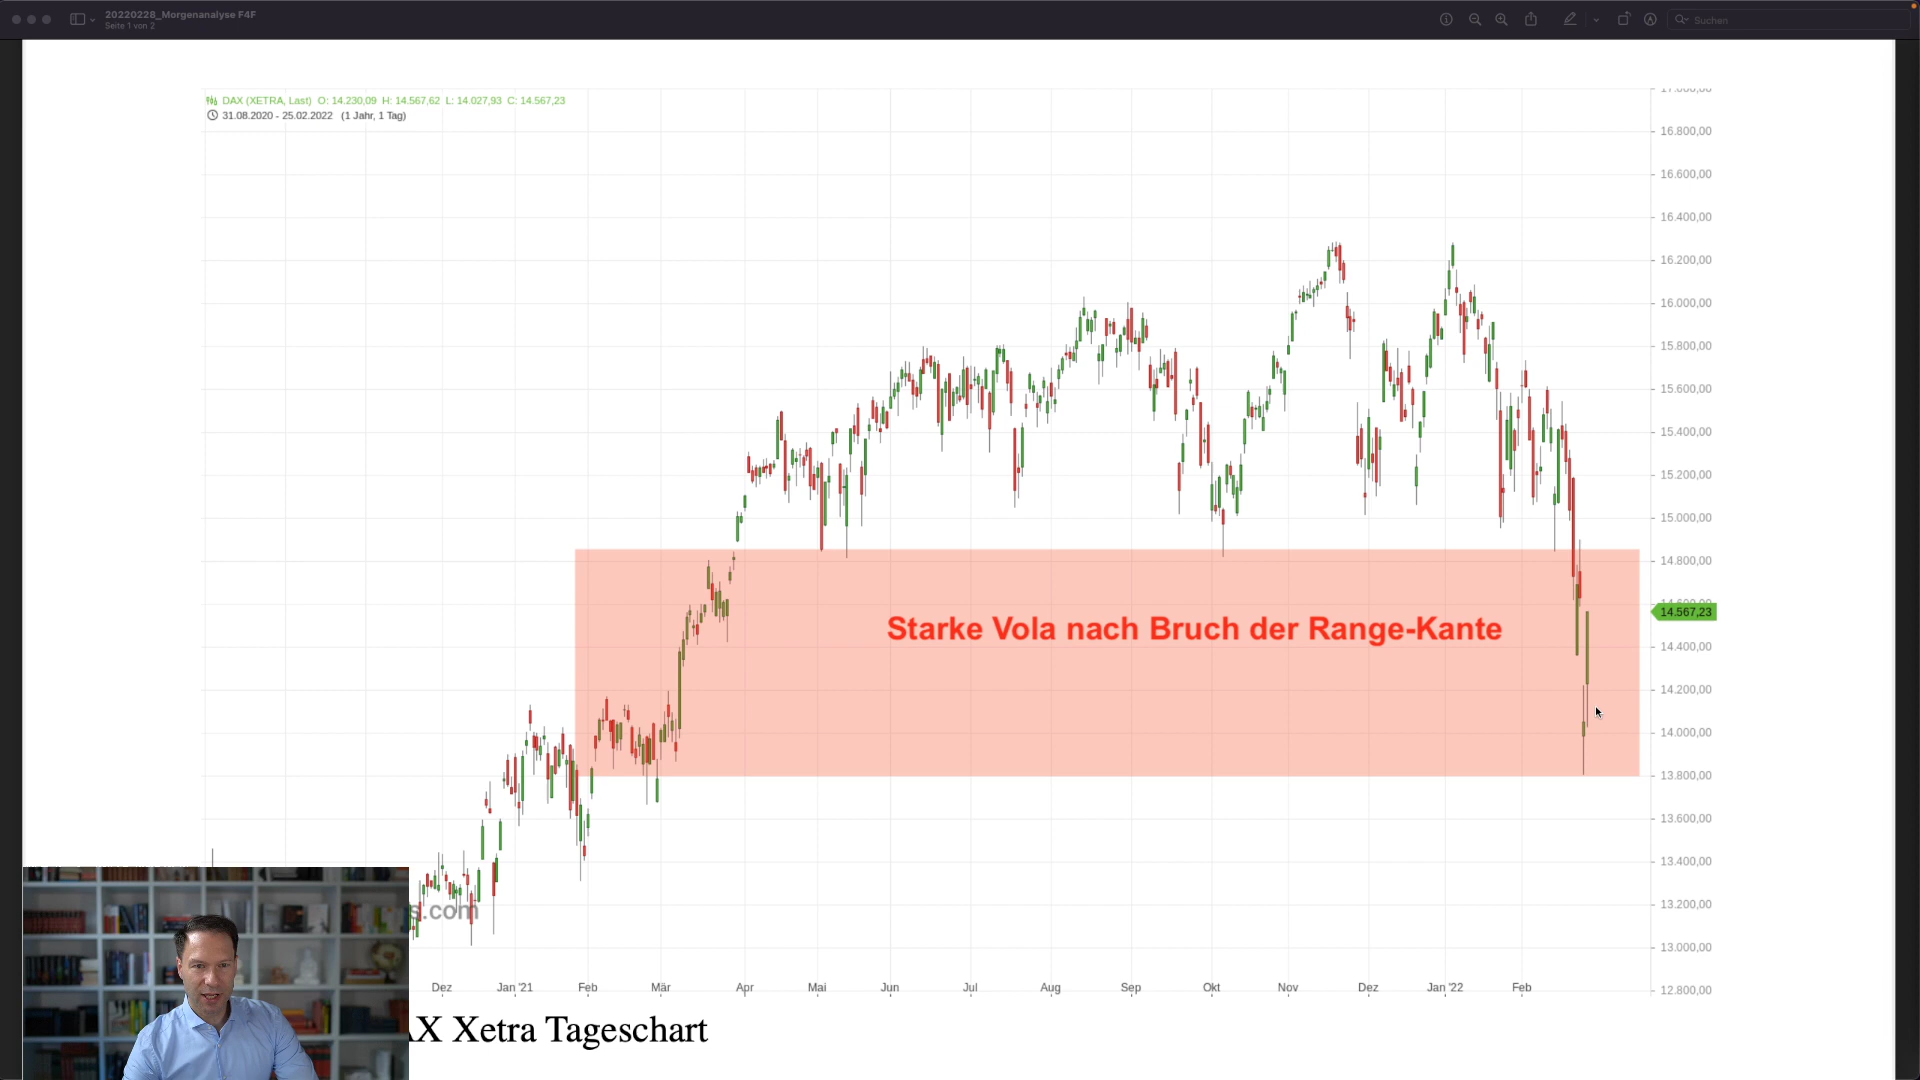 20220228_Morgenanalyse F4F
Seite 1 von 2
Suchen
DAX (XETRA, Last) O: 14.230,09 H: 14.567,62 L: 14.027,93 C: 14.567,23
31.08.2020 - 25.02.2022 (1 Jahr, 1 Tag)
16.800,00
16.600,00
16.400,00
16.200,00
16.000,00
15.800,00
15.600,00
15.400,00
15.200,00
15.000,00
14.800,00
14.567,23
Starke Vola nach Bruch der Range-Kante
14.400,00
14.200,00
14.000,00
13.800,00
13.600,00
13.400,00
13.200,00
s.com
13.000,00
12.800,00
Dez Jan '21 Feb Mär Apr Mai Jun Jul Aug Sep Okt Nov Dez Jan '22 Feb
AX Xetra Tageschart